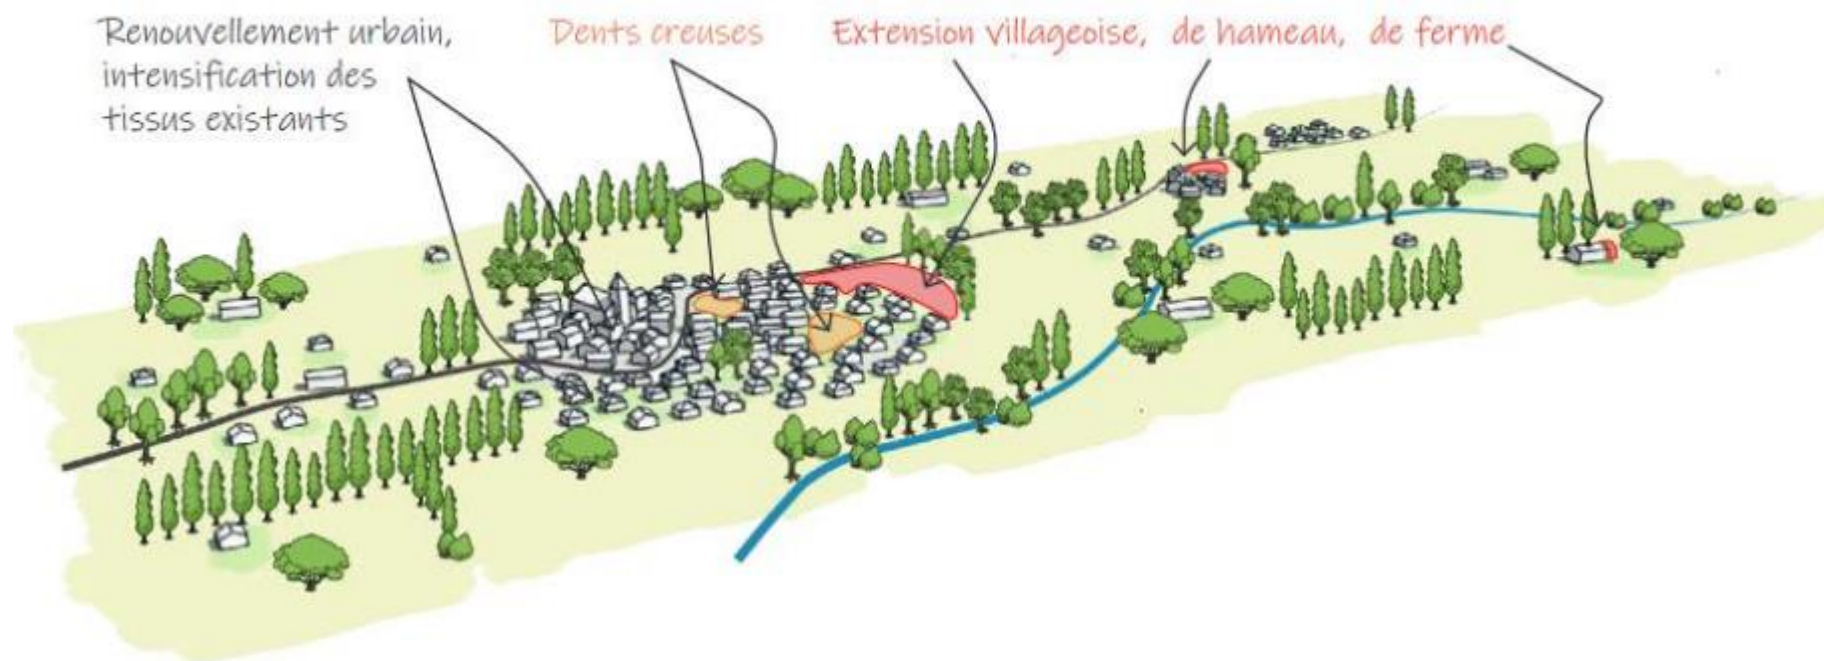 Renouvellement urbain,
intensification des
tissus existants
Dents creuses
Extension villageoise, de hameau, de ferme